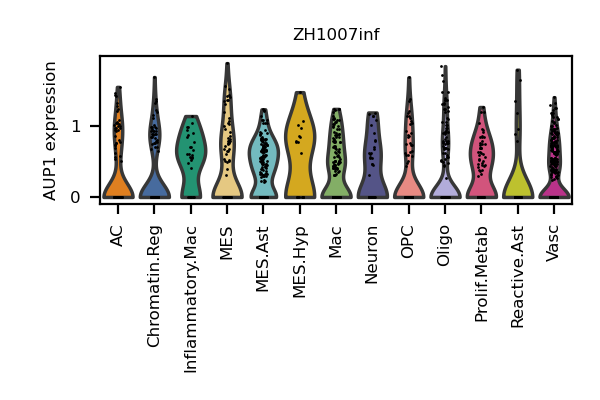 ZH1007inf
AUP1 expression
1
0
AC
Chromatin.Reg
Inflammatory.Mac
MES
MES.Ast
MES.Hyp
Mac
Neuron
OPC
Oligo
Prolif.Metab
Reactive.Ast
Vasc